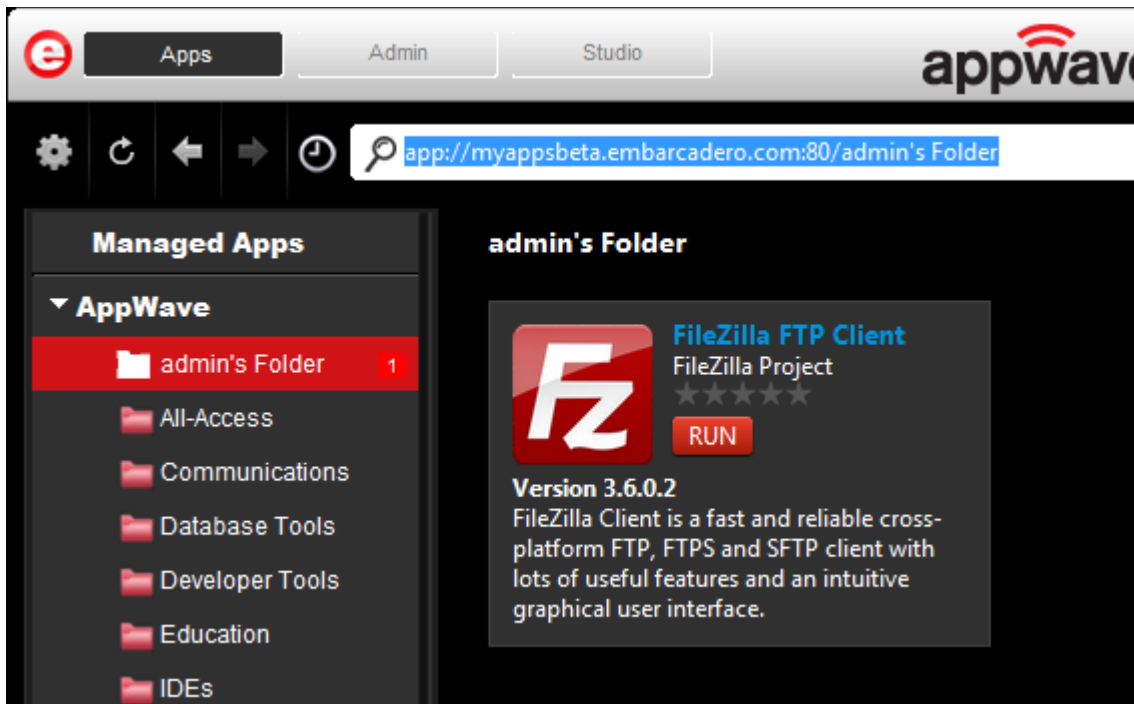 e Apps Admin Studio appwave
app://myappsbeta.embarcadero.com:80/admin's Folder
Managed Apps
AppWave
admin's Folder 1
All-Access
Communications
Database Tools
Developer Tools
Education
IDEs
admin's Folder
Fz
FileZilla FTP Client
FileZilla Project
RUN
Version 3.6.0.2
FileZilla Client is a fast and reliable cross-
platform FTP, FTPS and SFTP client with
lots of useful features and an intuitive
graphical user interface.